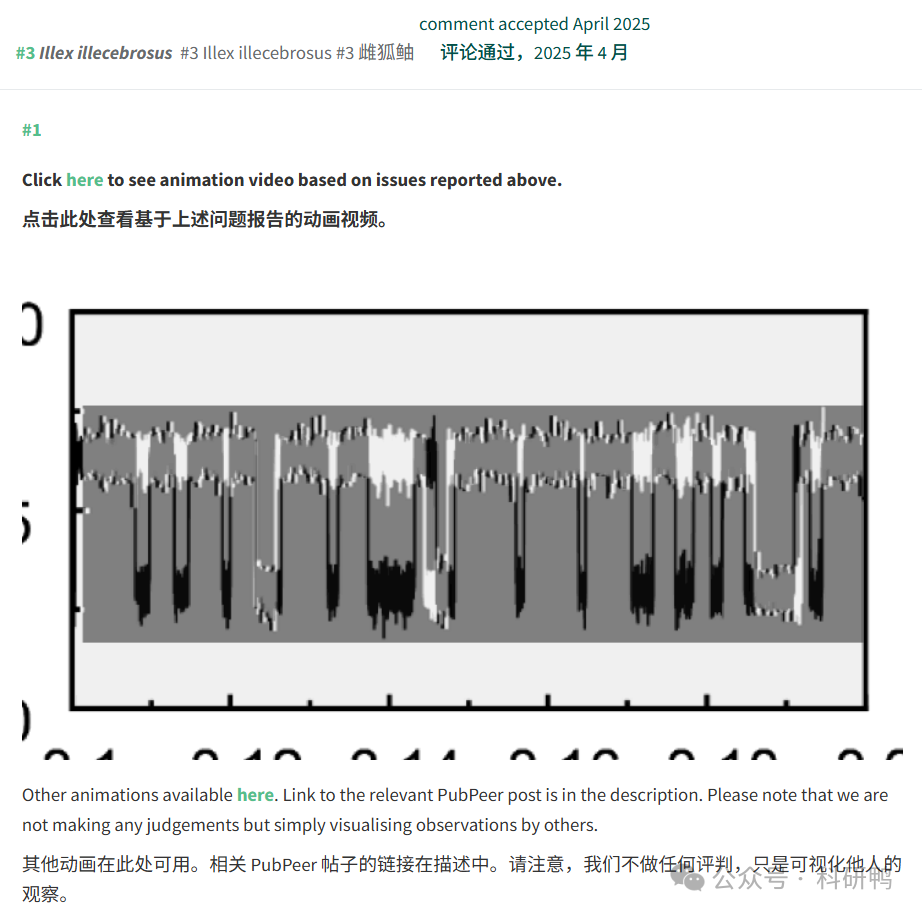 comment accepted April 2025
#3 Illex illecebrosus #3 Illex illecebrosus #3 雌狐鲉 评论通过，2025 年 4 月
#1
Click here to see animation video based on issues reported above.
点击此处查看基于上述问题报告的动画视频。
Other animations available here. Link to the relevant PubPeer post is in the description. Please note that we are
not making any judgements but simply visualising observations by others.
其他动画在此处可用。相关 PubPeer 帖子的链接在描述中。请注意，我们不做任何评判，只是可视化他人的
观察。
公众号 · 科研鸭